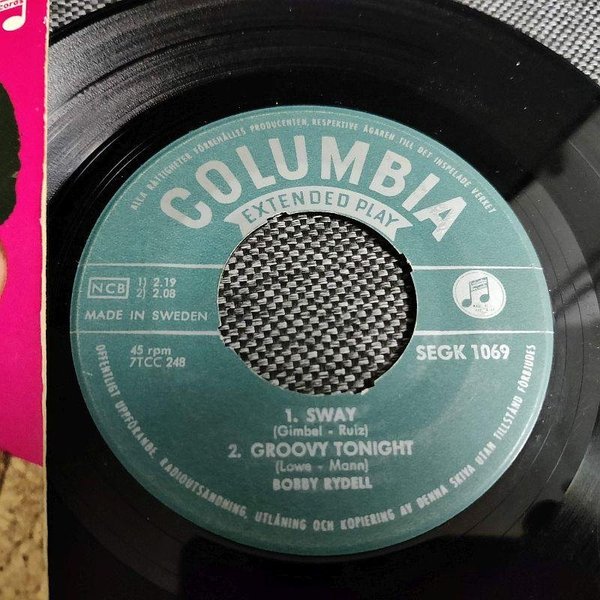 ALLA RÄTTIGHETER FÖRBEHÅLLES PRODUCENTEN, RESPEKTIVE ÄGAREN TILL DET INSPELADE VERKET
COLUMBIA
EXTENDED PLAY
NCB
1) 2.19
2) 2.08
MADE IN SWEDEN
45 rpm
7TCC 248
SEGK 1069
1. SWAY
(Gimbel - Ruiz)
2. GROOVY TONIGHT
(Lowe - Mann)
BOBBY RYDELL
OFFENTLIGT UPPFÖRANDE, RADIOUTSÄNDNING, UTLÅNING OCH KOPIERING AV DENNA SKIVA UTAN TILLSTÅND FÖRBJUDES